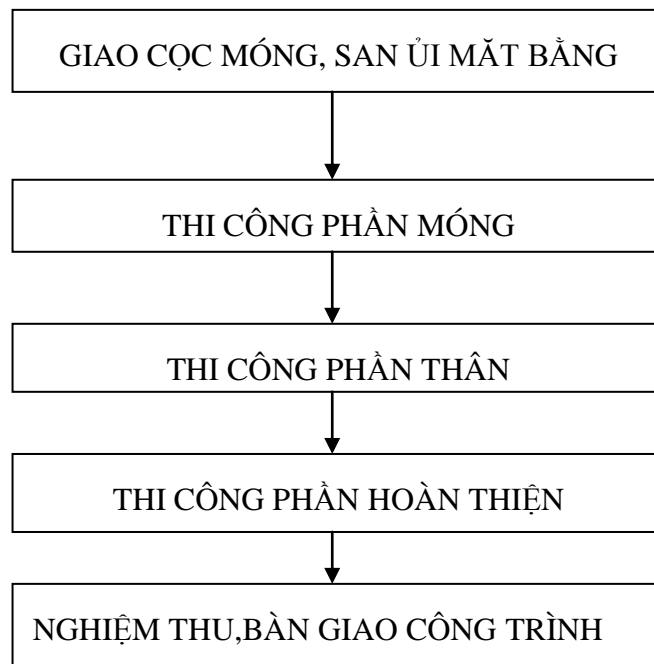 GIAO CỌC MÓNG, SAN ỦI MĂT BẰNG
THI CÔNG PHẦN MÓNG
THI CÔNG PHẦN THÂN
THI CÔNG PHẦN HOÀN THIỆN
NGHIỆM THU,BÀN GIAO CÔNG TRÌNH